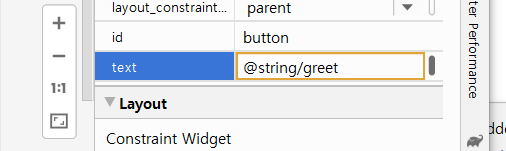 layout_constraint... parent
id button
text @string/greet
Layout
Constraint Widget
1:1
Performance